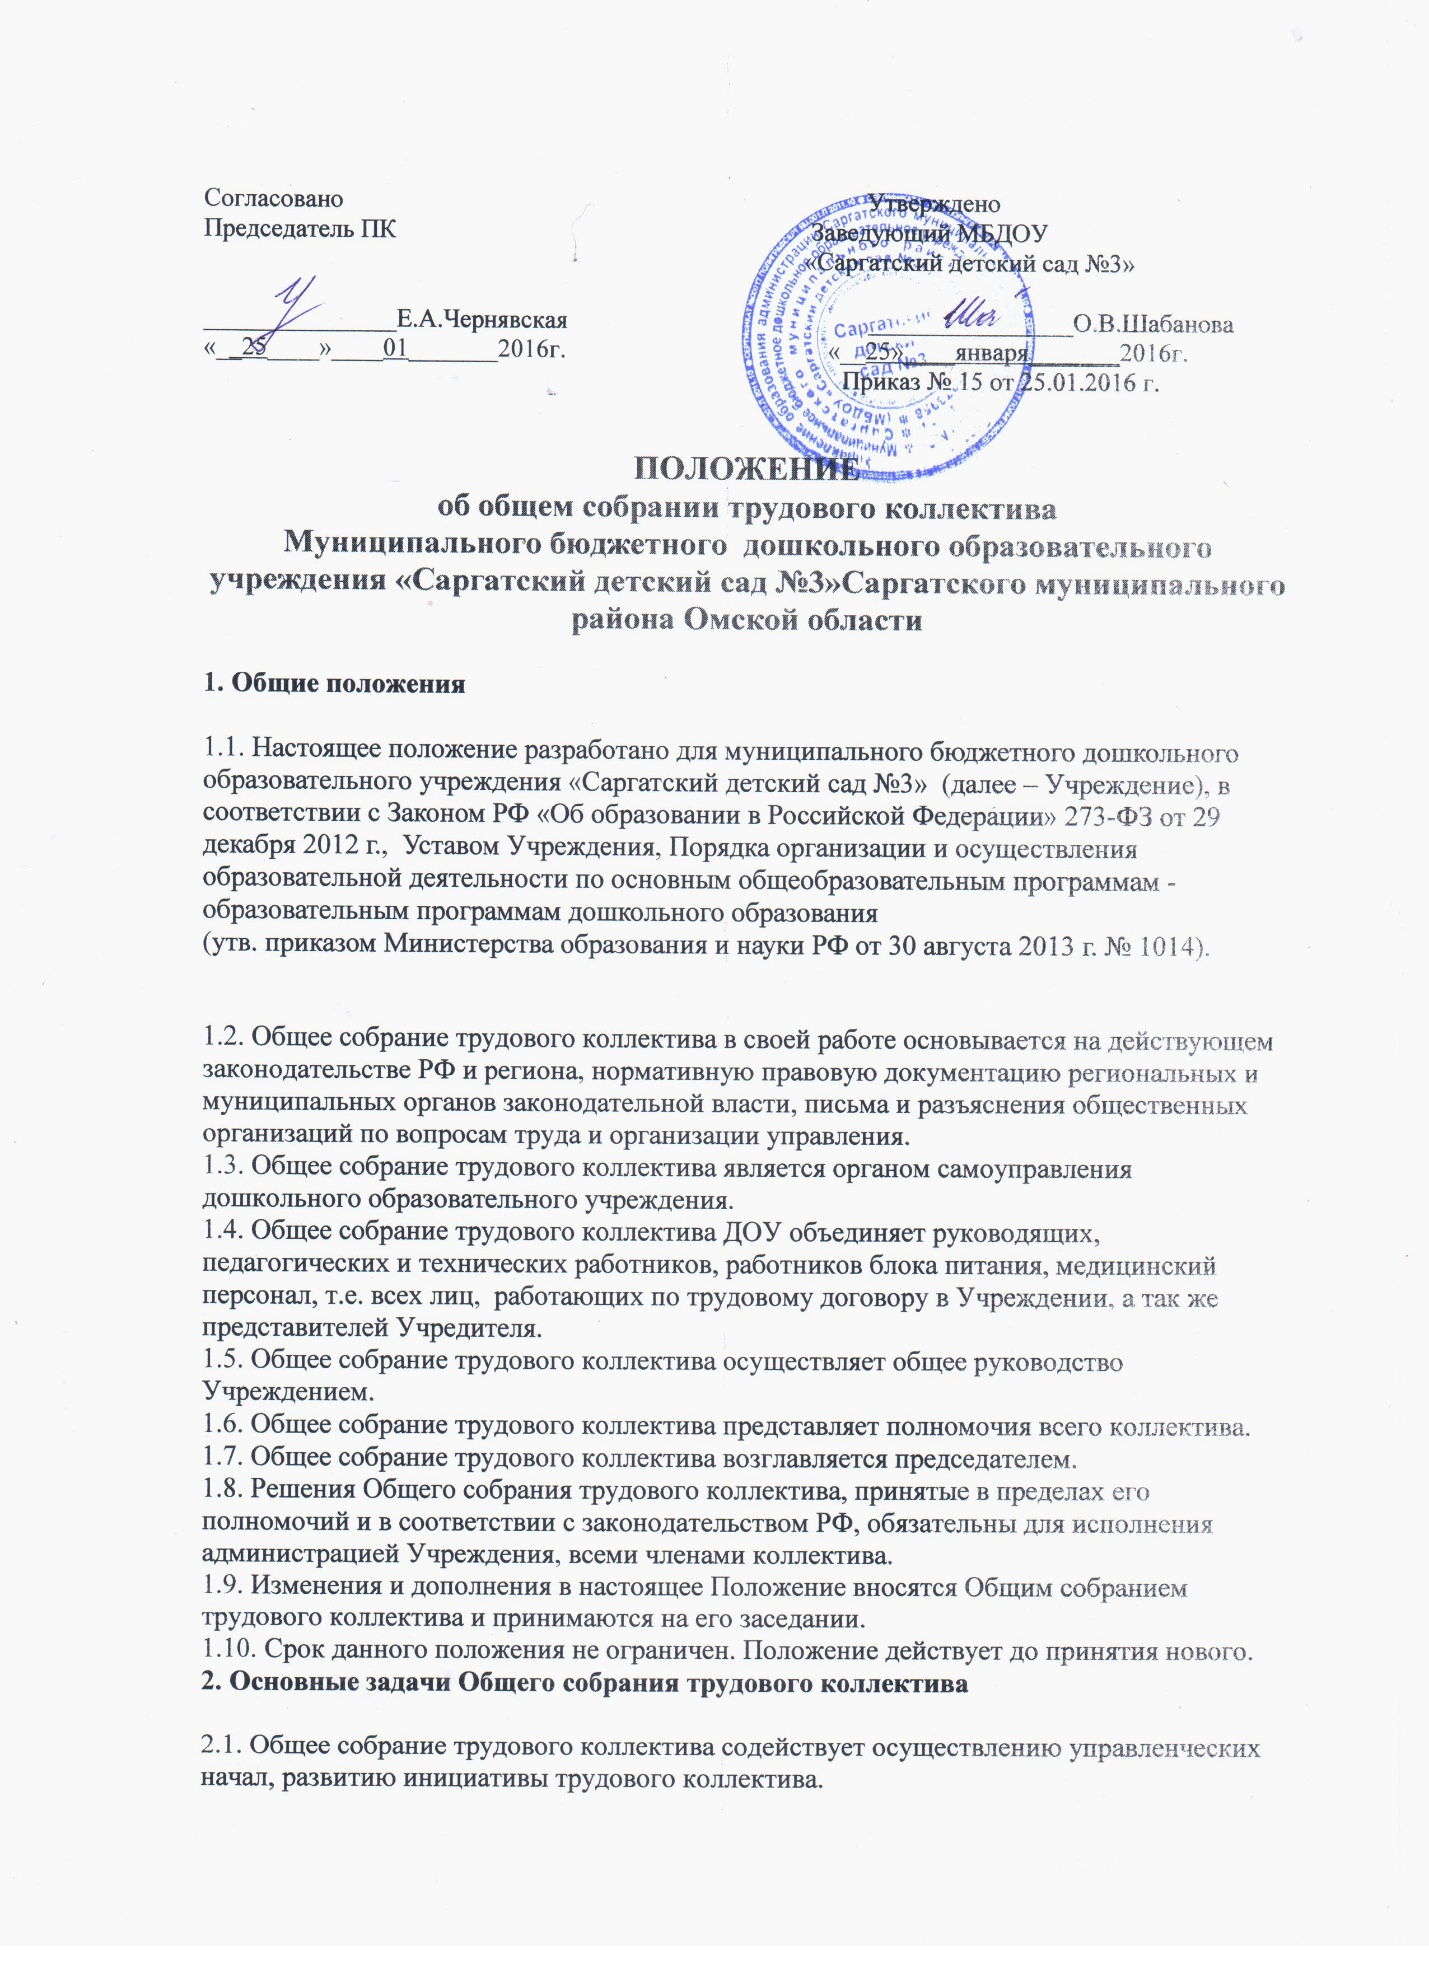 Согласовано
Председатель ПК
_______________Е.А.Чернявская
«__25____»____01_______2016г.
Утверждено
Заведующий МБДОУ
«Саргатский детский сад №3»
________________О.В.Шабанова
«__25»____января_______2016г.
Приказ № 15 от 25.01.2016 г.
Саргатский
детский
сад №3
ПОЛОЖЕНИЕ
об общем собрании трудового коллектива
Муниципального бюджетного  дошкольного образовательного
учреждения «Саргатский детский сад №3»Саргатского муниципального
района Омской области
1. Общие положения
1.1. Настоящее положение разработано для муниципального бюджетного дошкольного
образовательного учреждения «Саргатский детский сад №3»  (далее – Учреждение), в
соответствии с Законом РФ «Об образовании в Российской Федерации» 273-ФЗ от 29
декабря 2012 г.,  Уставом Учреждения, Порядка организации и осуществления
образовательной деятельности по основным общеобразовательным программам -
образовательным программам дошкольного образования
(утв. приказом Министерства образования и науки РФ от 30 августа 2013 г. № 1014).
1.2. Общее собрание трудового коллектива в своей работе основывается на действующем
законодательстве РФ и региона, нормативную правовую документацию региональных и
муниципальных органов законодательной власти, письма и разъяснения общественных
организаций по вопросам труда и организации управления.
1.3. Общее собрание трудового коллектива является органом самоуправления
дошкольного образовательного учреждения.
1.4. Общее собрание трудового коллектива ДОУ объединяет руководящих,
педагогических и технических работников, работников блока питания, медицинский
персонал, т.е. всех лиц,  работающих по трудовому договору в Учреждении, а так же
представителей Учредителя.
1.5. Общее собрание трудового коллектива осуществляет общее руководство
Учреждением.
1.6. Общее собрание трудового коллектива представляет полномочия всего коллектива.
1.7. Общее собрание трудового коллектива возглавляется председателем.
1.8. Решения Общего собрания трудового коллектива, принятые в пределах его
полномочий и в соответствии с законодательством РФ, обязательны для исполнения
администрацией Учреждения, всеми членами коллектива.
1.9. Изменения и дополнения в настоящее Положение вносятся Общим собранием
трудового коллектива и принимаются на его заседании.
1.10. Срок данного положения не ограничен. Положение действует до принятия нового.
2. Основные задачи Общего собрания трудового коллектива
2.1. Общее собрание трудового коллектива содействует осуществлению управленческих
начал, развитию инициативы трудового коллектива.